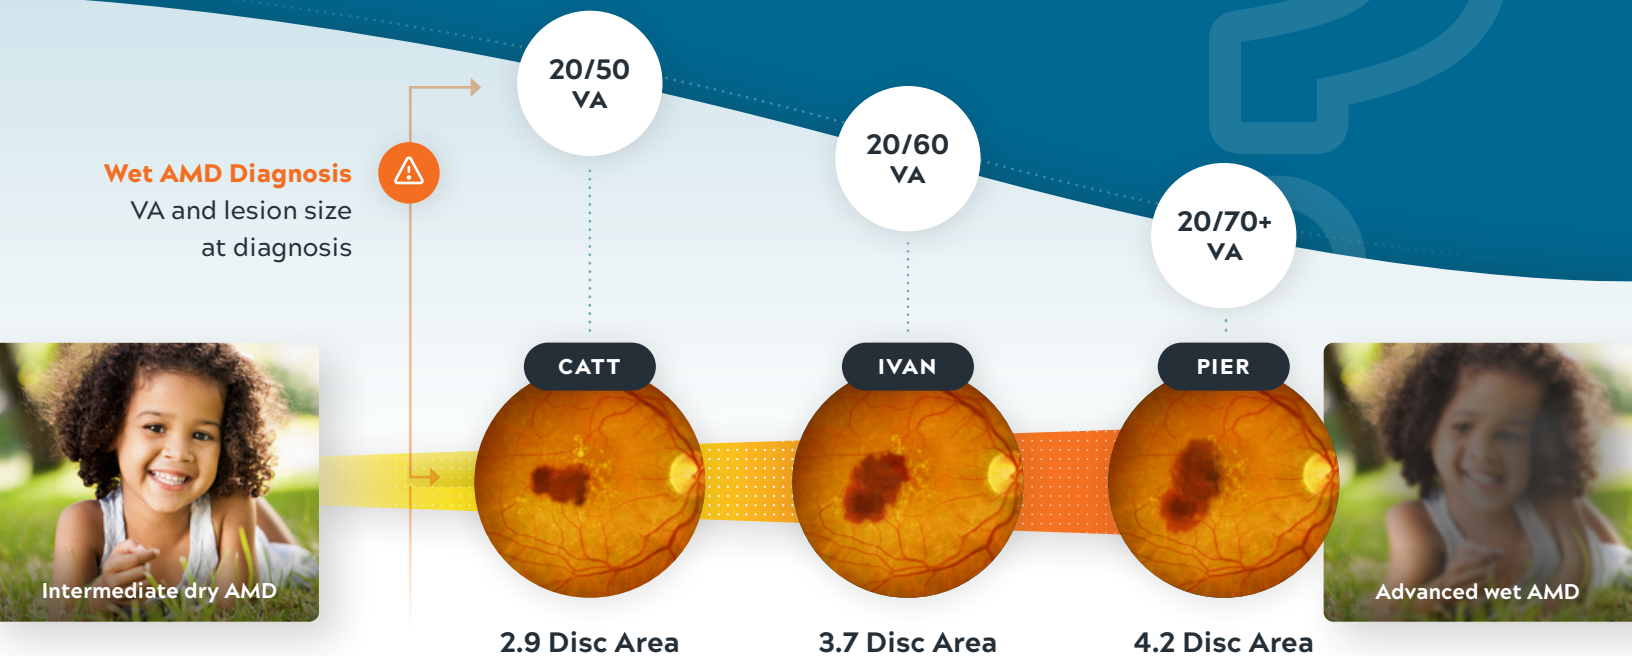 20/50
VA
20/60
VA
20/70+
VA
Wet AMD Diagnosis
VA and lesion size
at diagnosis
CATT
IVAN
PIER
Intermediate dry AMD
Advanced wet AMD
2.9 Disc Area
3.7 Disc Area
4.2 Disc Area